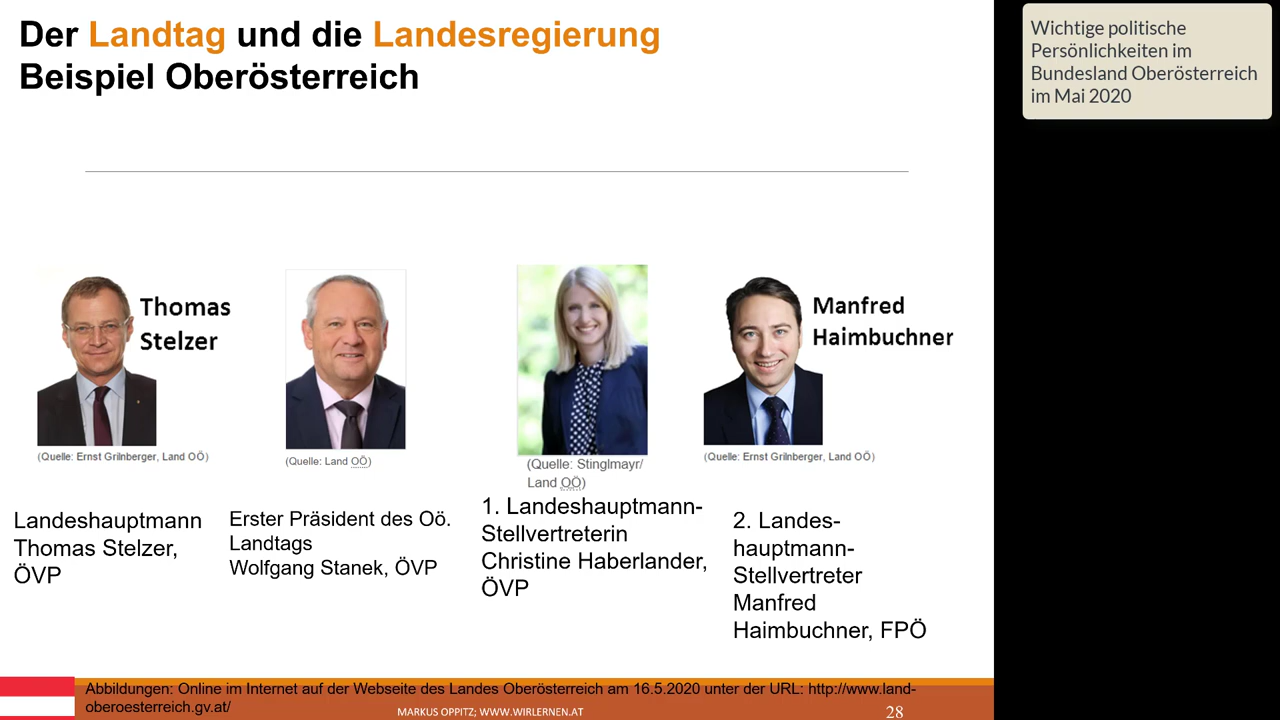 Der Landtag und die Landesregierung
Beispiel Oberösterreich
Wichtige politische
Persönlichkeiten im
Bundesland Oberösterreich
im Mai 2020
Thomas
Stelzer
(Quelle: Ernst Grilnberger, Land OÖ)
(Quelle: Land OÖ)
(Quelle: Stinglmayr/
Land OÖ)
Manfred
Haimbuchner
(Quelle: Ernst Grilnberger, Land OÖ)
Landeshauptmann
Thomas Stelzer,
ÖVP
Erster Präsident des Oö.
Landtags
Wolfgang Stanek, ÖVP
1. Landeshauptmann-
Stellvertreterin
Christine Haberlander,
ÖVP
2. Landes-
hauptmann-
Stellvertreter
Manfred
Haimbuchner, FPÖ
Abbildungen: Online im Internet auf der Webseite des Landes Oberösterreich am 16.5.2020 unter der URL: http://www.land-
oberoesterreich.gv.at/
MARKUS OPPITZ; WWW.WIRLERNEN.AT
28